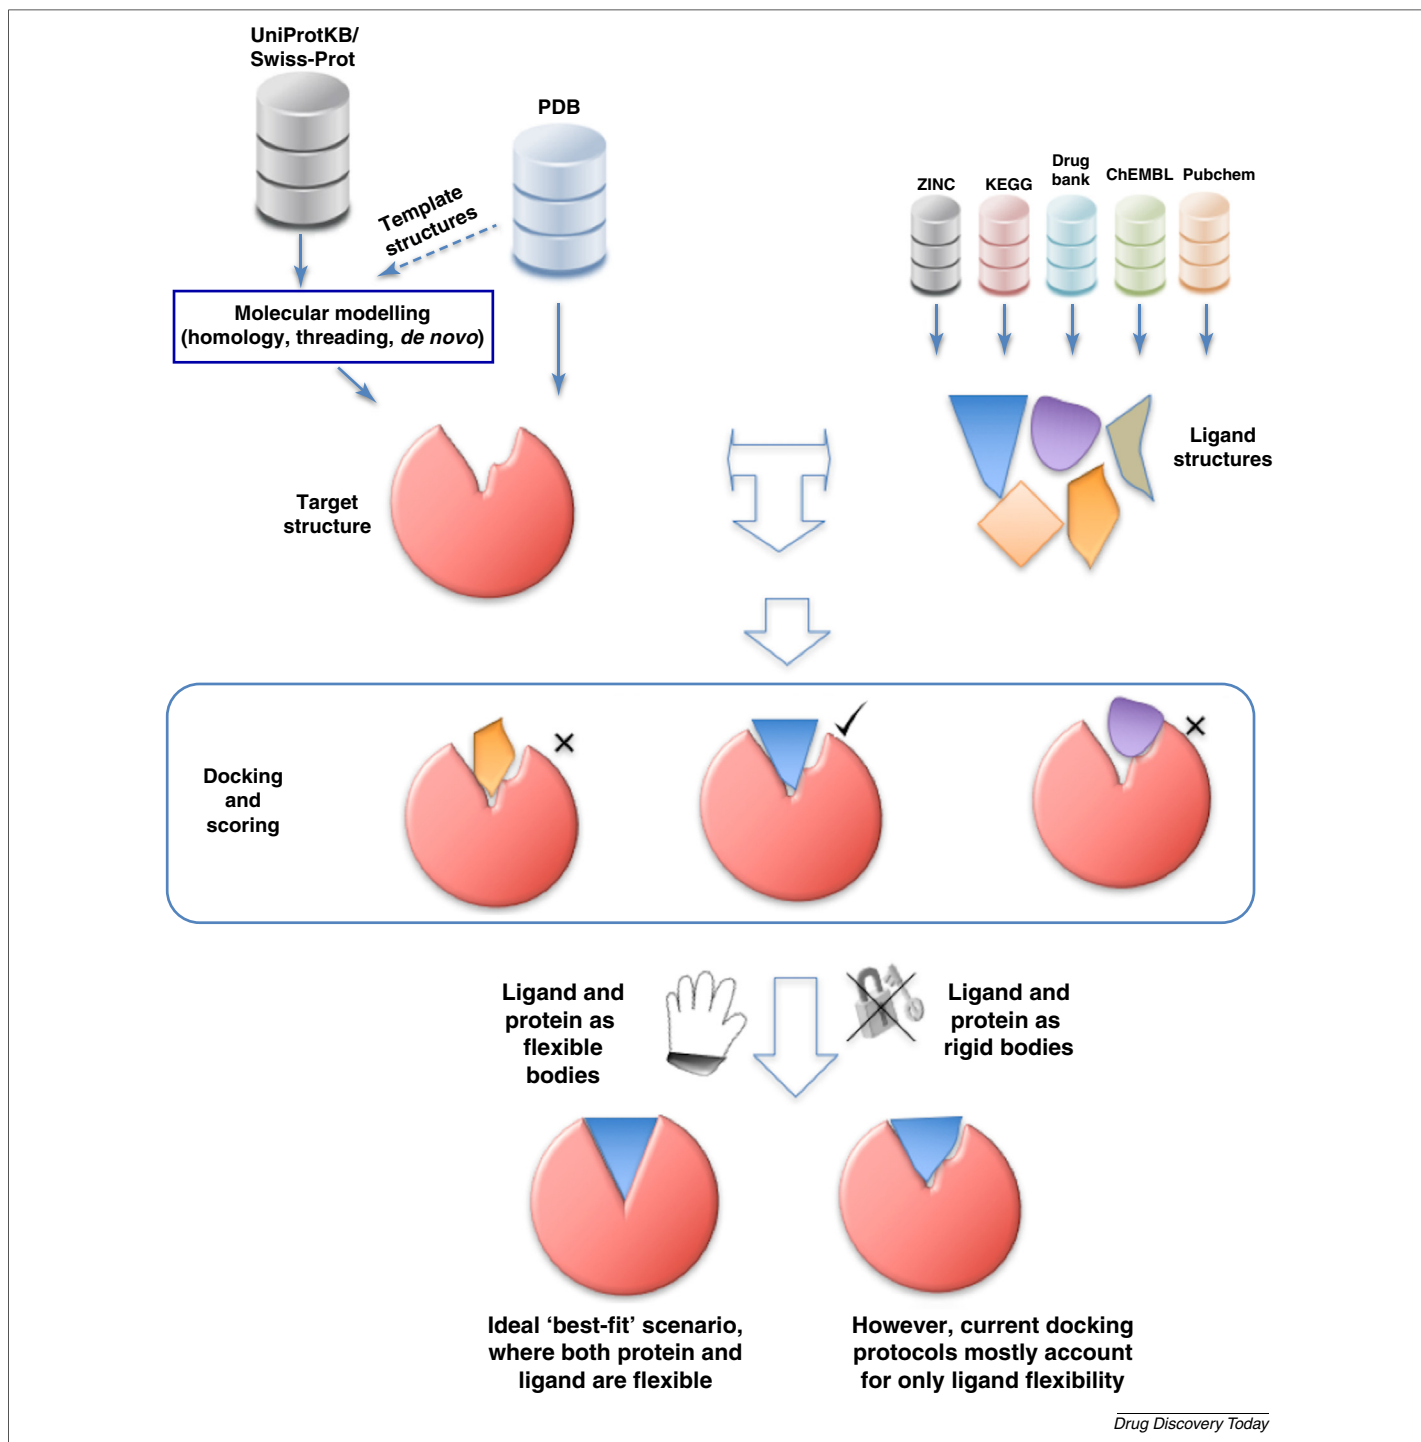 UniProtKB/
Swiss-Prot
PDB
Template
structures
Molecular modelling
(homology, threading, de novo)
ZINC
KEGG
Drug
bank
ChEMBL
Pubchem
Target
structure
Ligand
structures
Docking
and
scoring
Ligand and
protein as
flexible
bodies
Ligand and
protein as
rigid bodies
Ideal ‘best-fit’ scenario,
where both protein and
ligand are flexible
However, current docking
protocols mostly account
for only ligand flexibility
Drug Discovery Today